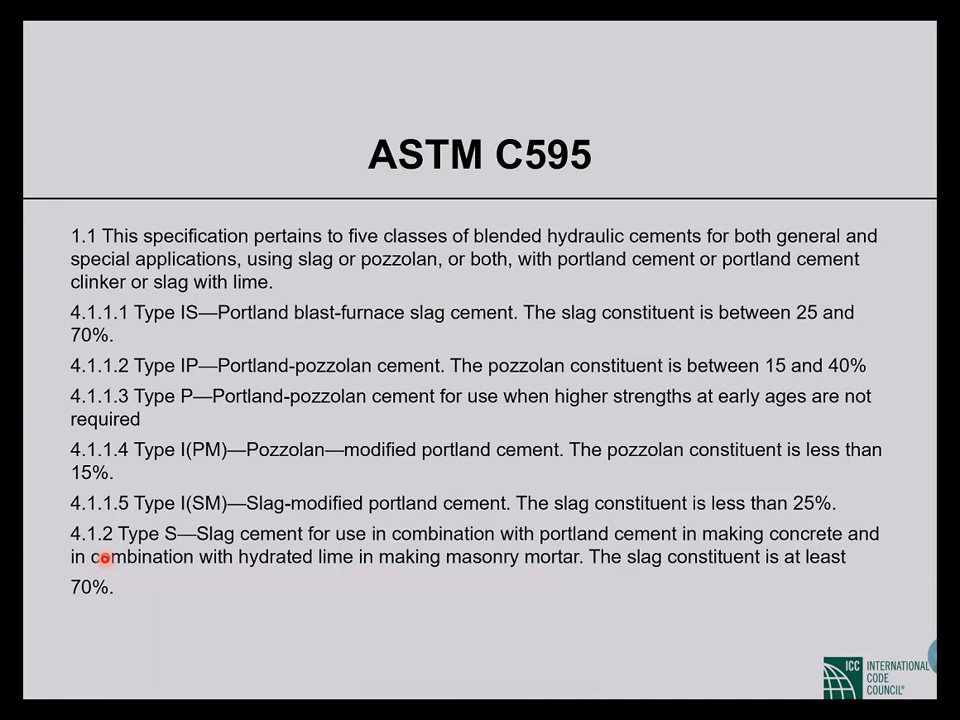 ASTM C595
1.1 This specification pertains to five classes of blended hydraulic cements for both general and
special applications, using slag or pozzolan, or both, with portland cement or portland cement
clinker or slag with lime.
4.1.1.1 Type IS—Portland blast-furnace slag cement. The slag constituent is between 25 and
70%.
4.1.1.2 Type IP—Portland-pozzolan cement. The pozzolan constituent is between 15 and 40%
4.1.1.3 Type P—Portland-pozzolan cement for use when higher strengths at early ages are not
required
4.1.1.4 Type I(PM)—Pozzolan—modified portland cement. The pozzolan constituent is less than
15%.
4.1.1.5 Type I(SM)—Slag-modified portland cement. The slag constituent is less than 25%.
4.1.2 Type S—Slag cement for use in combination with portland cement in making concrete and
in combination with hydrated lime in making masonry mortar. The slag constituent is at least
70%.
ICC INTERNATIONAL
CODE
COUNCIL®